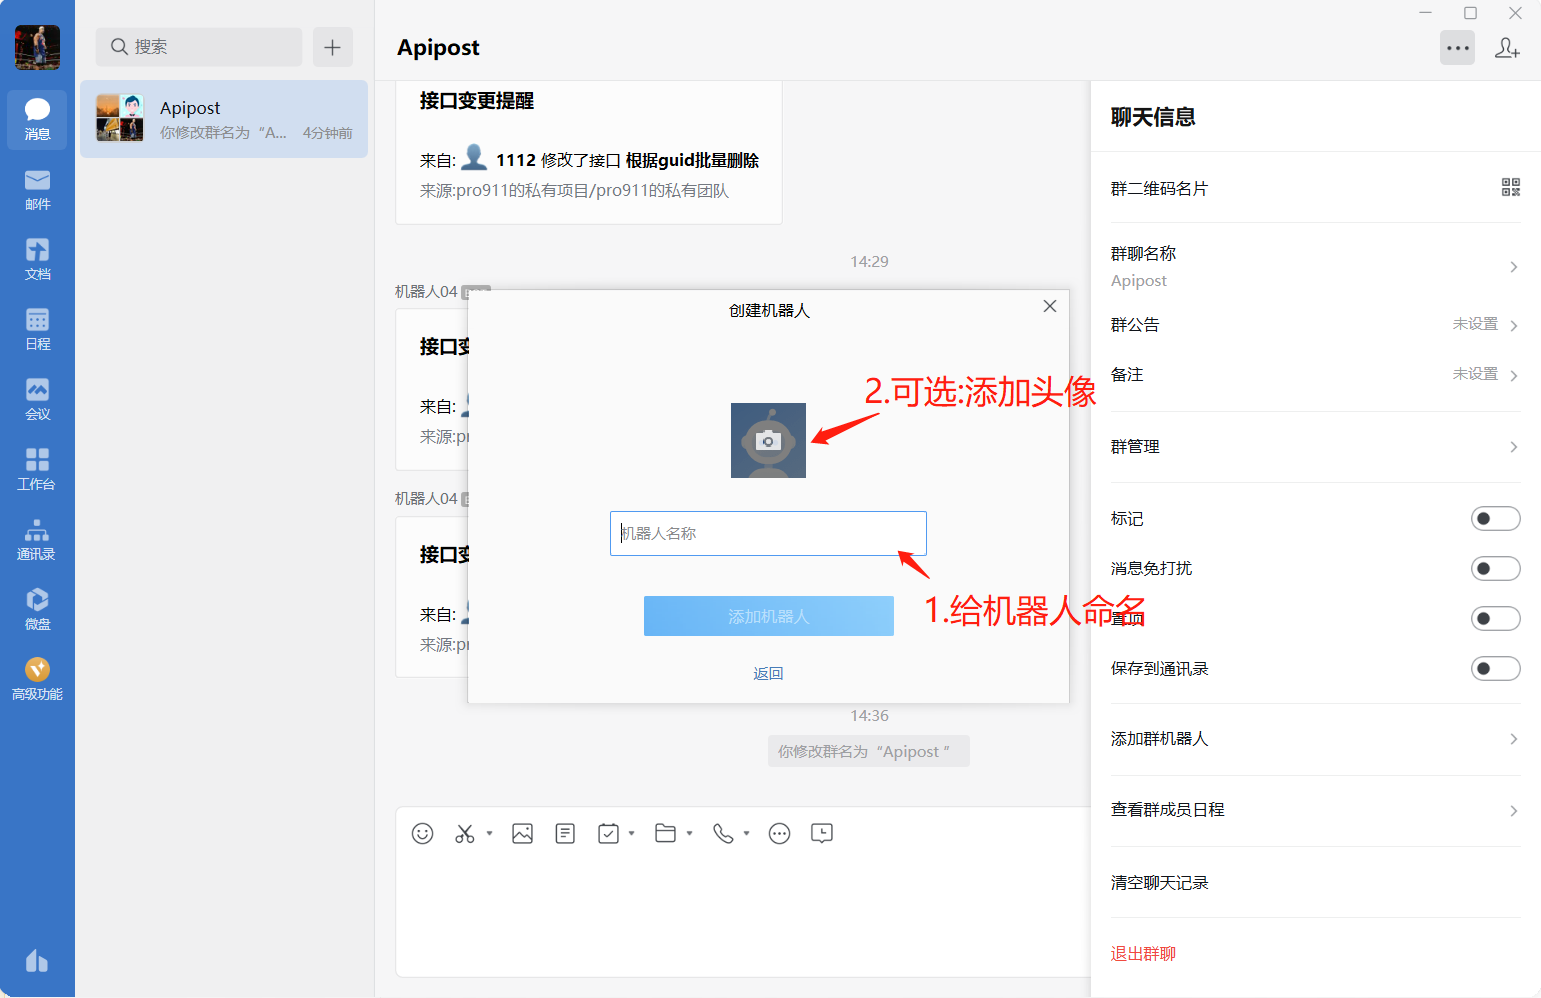 搜索
Apipost
你修改群名为“A...
4分钟前
消息
邮件
文档
日程
会议
工作台
通讯录
微盘
高级功能
Apipost
接口变更提醒
来自: 1112 修改了接口 根据guid批量删除
来源:pro911的私有项目/pro911的私有团队
14:29
机器人04
接口变
来自:
来源:pr
机器人04
接口变
来自:
来源:pr
创建机器人
2.可选:添加头像
机器人名称
1.给机器人命名
添加机器人
返回
14:36
你修改群名为“Apipost ”
聊天信息
群二维码名片
群聊名称
Apipost
群公告 未设置
备注 未设置
群管理
标记
消息免打扰
置顶
保存到通讯录
添加群机器人
查看群成员日程
清空聊天记录
退出群聊